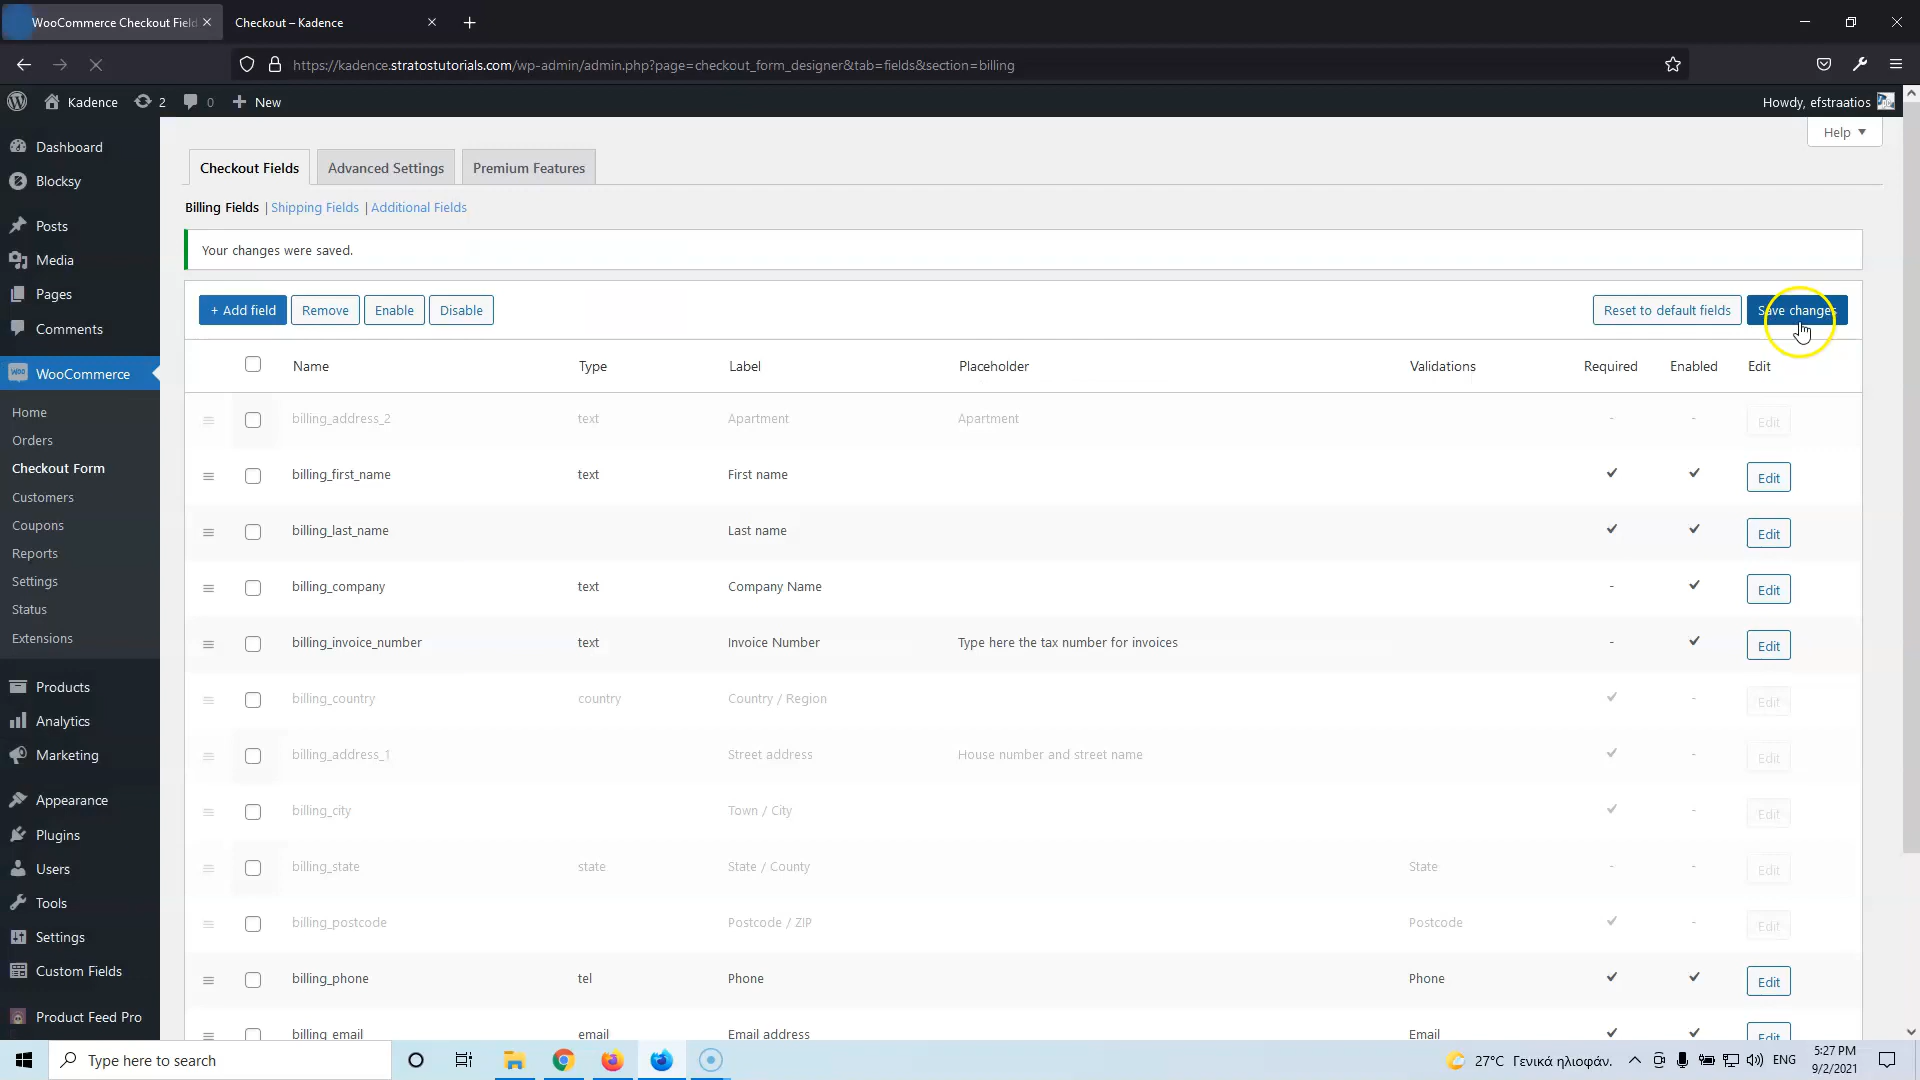 WooCommerce Checkout Field
Checkout – Kadence
https://kadence.stratostutorials.com/wp-admin/admin.php?page=checkout_form_designer&tab=fields&section=billing
Kadence 2 0 New
Howdy, efstraatios
Help
Dashboard
Blocksy
Posts
Media
Pages
Comments
WooCommerce
Home
Orders
Checkout Form
Customers
Coupons
Reports
Settings
Status
Extensions
Products
Analytics
Marketing
Appearance
Plugins
Users
Tools
Settings
Custom Fields
Product Feed Pro
Checkout Fields Advanced Settings Premium Features
Billing Fields | Shipping Fields | Additional Fields
Your changes were saved.
+ Add field Remove Enable Disable Reset to default fields Save changes
Name Type Label Placeholder Validations Required Enabled Edit
billing_address_2 text Apartment Apartment - - Edit
billing_first_name text First name Edit
billing_last_name Last name Edit
billing_company text Company Name - Edit
billing_invoice_number text Invoice Number Type here the tax number for invoices - Edit
billing_country country Country / Region - Edit
billing_address_1 Street address House number and street name - Edit
billing_city Town / City - Edit
billing_state state State / County State - - Edit
billing_postcode Postcode / ZIP Postcode - Edit
billing_phone tel Phone Phone Edit
billing_email email Email address Email Edit
Type here to search
27°C Γενικά ηλιοφάν.
ENG
5:27 PM
9/2/2021